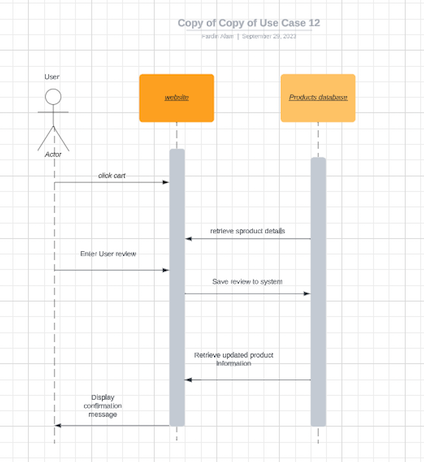 Copy of Copy of Use Case 12
Fardin Alam | September 29, 2021
User
website
Products database
Actor
click cart
retrieve sproduct details
Enter User review
Save review to system
Retrieve updated product
Information
Display
confirmation
message